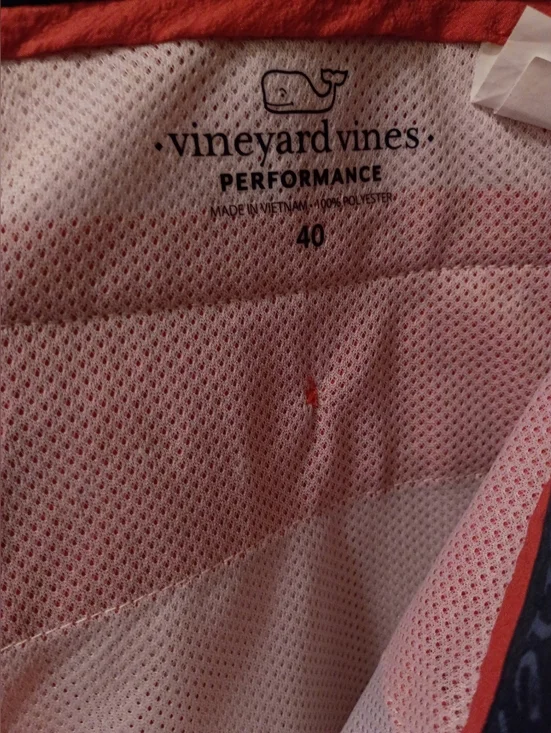 ·vineyard vines·
PERFORMANCE
MADE IN VIETNAM · 100% POLYESTER
40